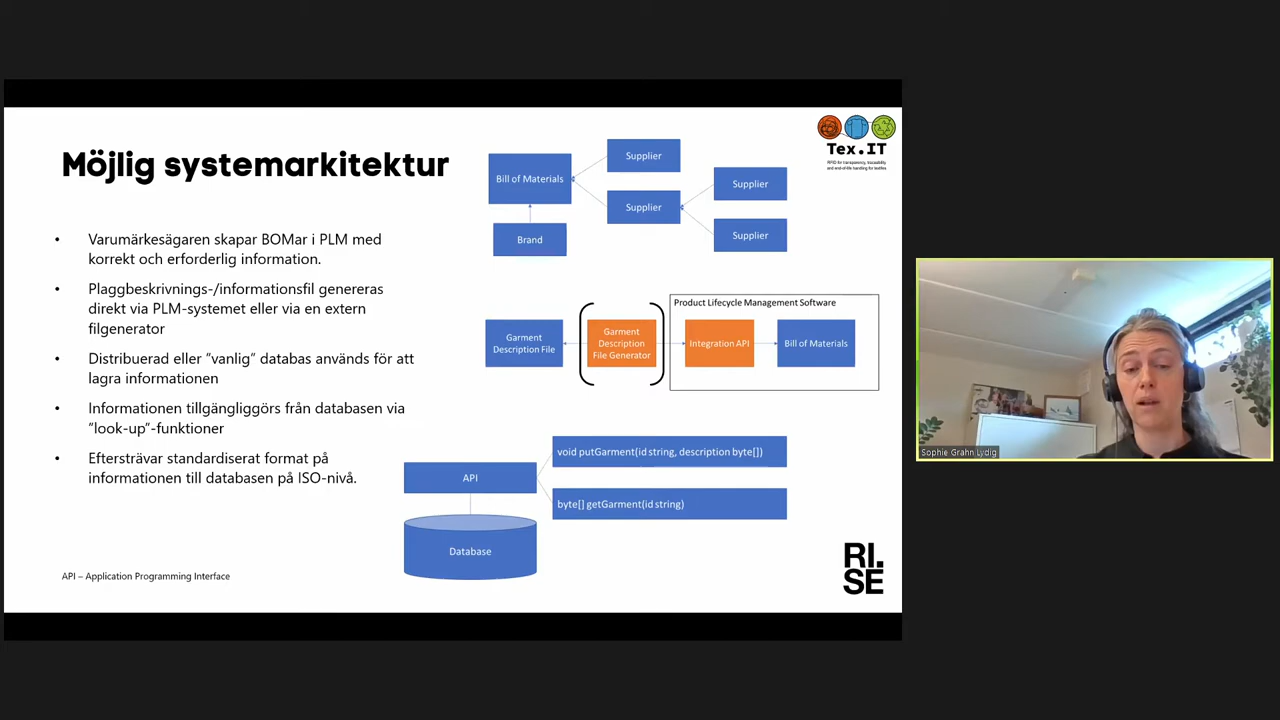 Möjlig systemarkitektur
• Varumärkesägaren skapar BOMar i PLM med
korrekt och erforderlig information.
• Plaggbeskrivnings-/informationsfil genereras
direkt via PLM-systemet eller via en extern
filgenerator
• Distribuerad eller ”vanlig” databas används för att
lagra informationen
• Informationen tillgängliggörs från databasen via
”look-up”-funktioner
• Eftersträvar standardiserat format på
informationen till databasen på ISO-nivå.
API – Application Programming Interface
Bill of Materials
Supplier
Supplier
Supplier
Supplier
Brand
Tex.IT
RFID for transparency, traceability
and end-of-life handling for textiles
Product Lifecycle Management Software
Garment
Description File
Garment
Description
File Generator
Integration API
Bill of Materials
API
void putGarment(id string, description byte[])
byte[] getGarment(id string)
Database
RI.
SE
Sophie Grahn Lydig